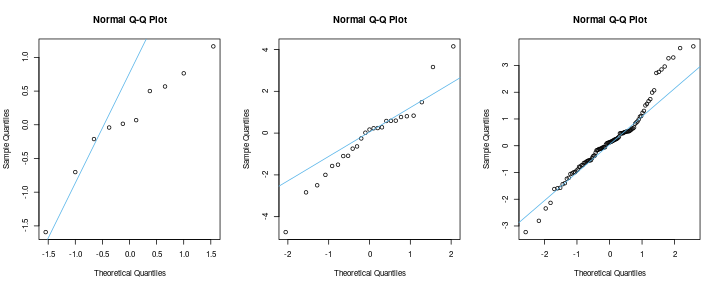 Normal Q-Q Plot
Sample Quantiles
1.0
0.5
0.0
-0.5
-1.0
-1.5
-1.5 -1.0 -0.5 0.0 0.5 1.0 1.5
Theoretical Quantiles
Normal Q-Q Plot
Sample Quantiles
4
2
0
-2
-4
-2 -1 0 1 2
Theoretical Quantiles
Normal Q-Q Plot
Sample Quantiles
3
2
1
0
-1
-2
-3
-2 -1 0 1 2
Theoretical Quantiles